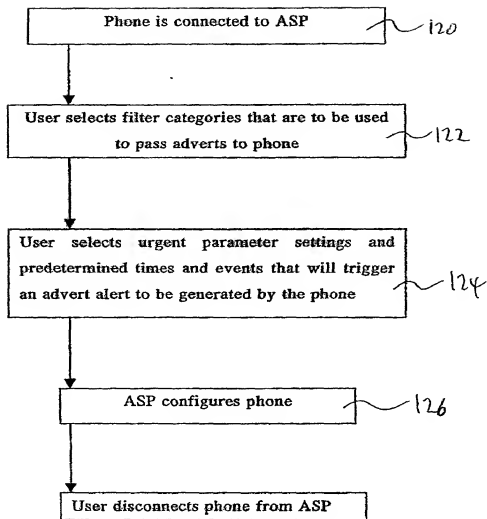 Phone is connected to ASP
120
User selects filter categories that are to be used
to pass adverts to phone
122
User selects urgent parameter settings and
predetermined times and events that will trigger
an advert alert to be generated by the phone
124
ASP configures phone
126
User disconnects phone from ASP